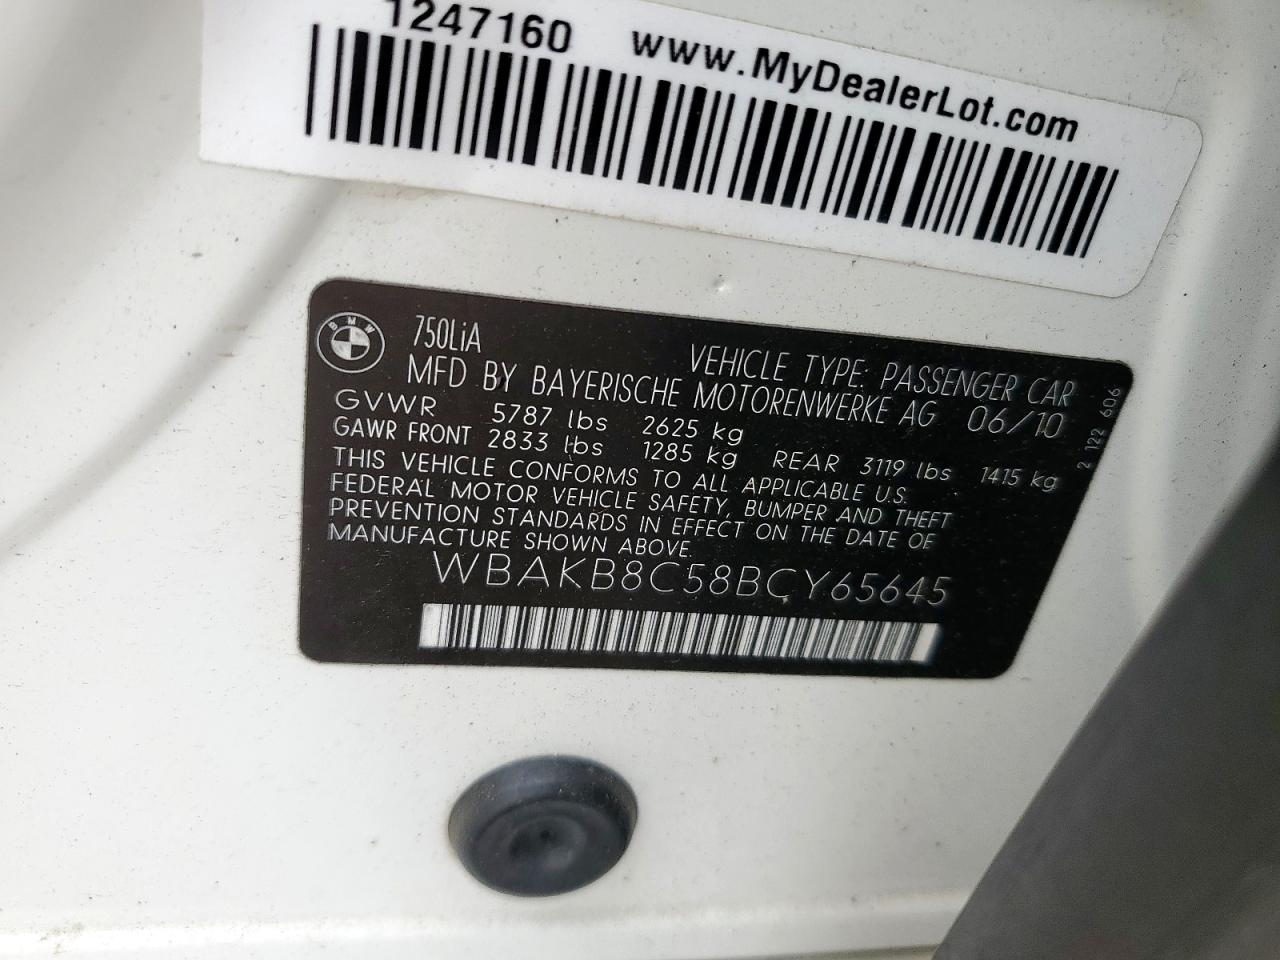 1247160 www.MyDealerLot.com
BMW
750LiA
VEHICLE TYPE: PASSENGER CAR
MFD BY BAYERISCHE MOTORENWERKE AG 06/10
GVWR 5787 lbs 2625 kg
GAWR FRONT 2833 lbs 1285 kg REAR 3119 lbs 1415 kg
THIS VEHICLE CONFORMS TO ALL APPLICABLE U.S.
FEDERAL MOTOR VEHICLE SAFETY, BUMPER AND THEFT
PREVENTION STANDARDS IN EFFECT ON THE DATE OF
MANUFACTURE SHOWN ABOVE.
WBAKB8C58BCY65645
2 122 606